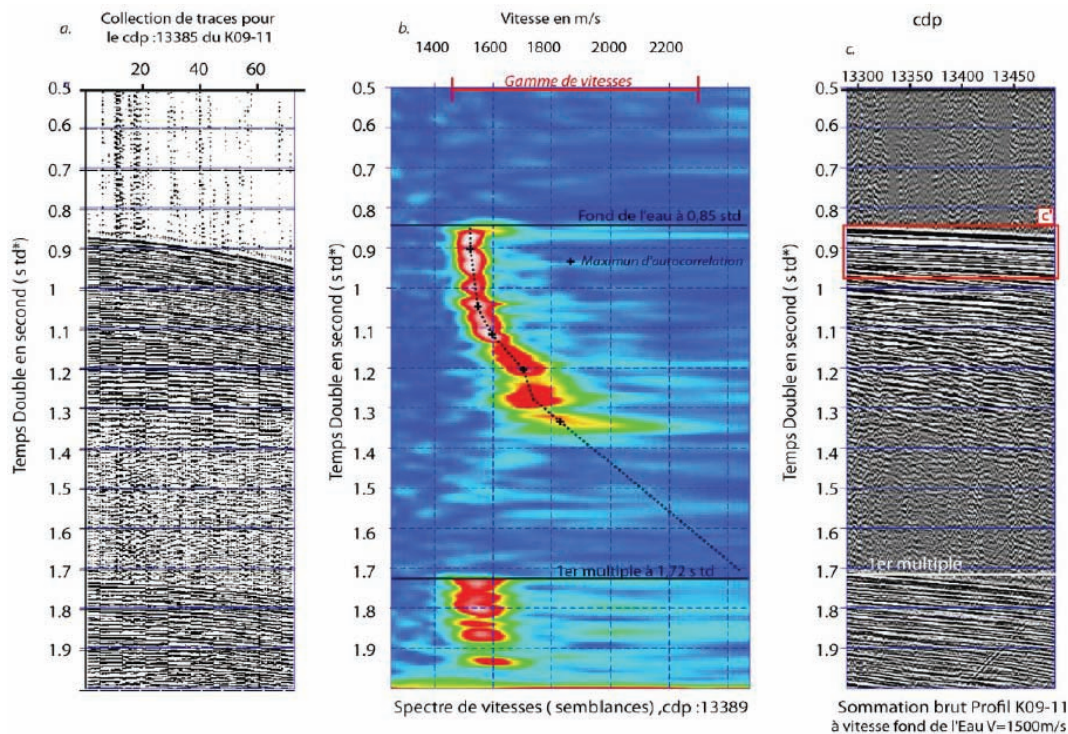 a.
Collection de traces pour
le cdp :13385 du K09-11
20 40 60
0.5
0.6
0.7
0.8
0.9
1
1.1
1.2
1.3
1.4
1.5
1.6
1.7
1.8
1.9
Temps Double en second ( s td*)
b.
Vitesse en m/s
1400 1600 1800 2000 2200
Gamme de vitesses
0.5
0.6
0.7
0.8
0.9
1
1.1
1.2
1.3
1.4
1.5
1.6
1.7
1.8
1.9
Temps Double en second ( s td*)
Fond de l'eau à 0,85 std
+ Maximun d'autocorrelation
1er multiple à 1,72 s td
Spectre de vitesses ( semblances) ,cdp :13389
cdp
c.
13300 13350 13400 13450
0.5
0.6
0.7
0.8
0.9
1
1.1
1.2
1.3
1.4
1.5
1.6
1.7
1.8
1.9
Temps Double en second ( s td*)
1er multiple
Sommation brut Profil K09-11
à vitesse fond de l'Eau V=1500m/s